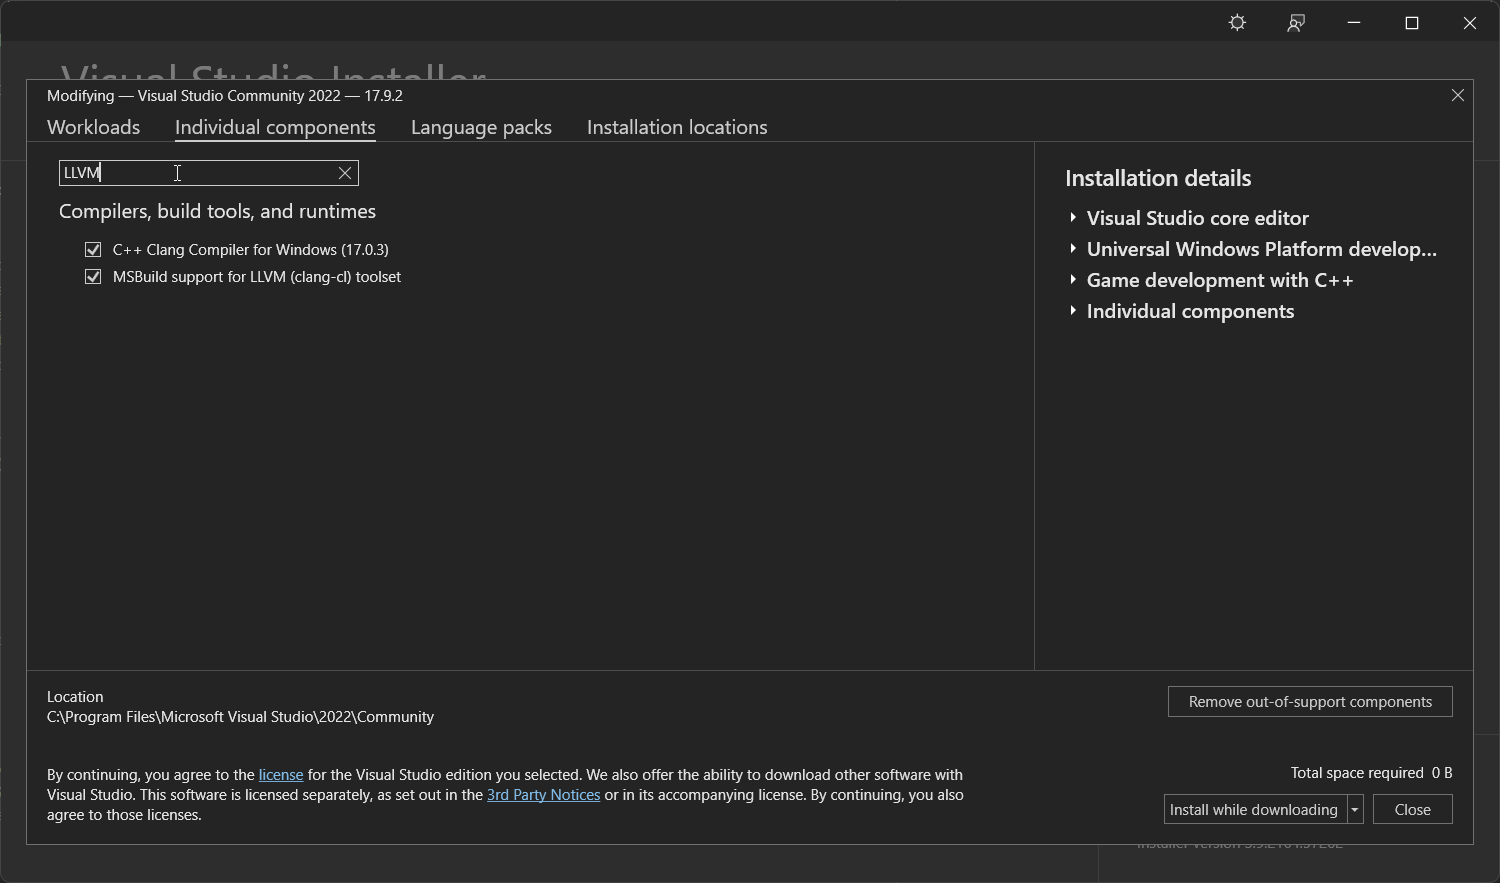 Visual Studio Installer
Modifying — Visual Studio Community 2022 — 17.9.2
Workloads Individual components Language packs Installation locations
LLVM
Compilers, build tools, and runtimes
C++ Clang Compiler for Windows (17.0.3)
MSBuild support for LLVM (clang-cl) toolset
Installation details
Visual Studio core editor
Universal Windows Platform develop...
Game development with C++
Individual components
Location
C:\Program Files\Microsoft Visual Studio\2022\Community
Remove out-of-support components
By continuing, you agree to the license for the Visual Studio edition you selected. We also offer the ability to download other software with
Visual Studio. This software is licensed separately, as set out in the 3rd Party Notices or in its accompanying license. By continuing, you also
agree to those licenses.
Total space required 0 B
Install while downloading Close
Installer version